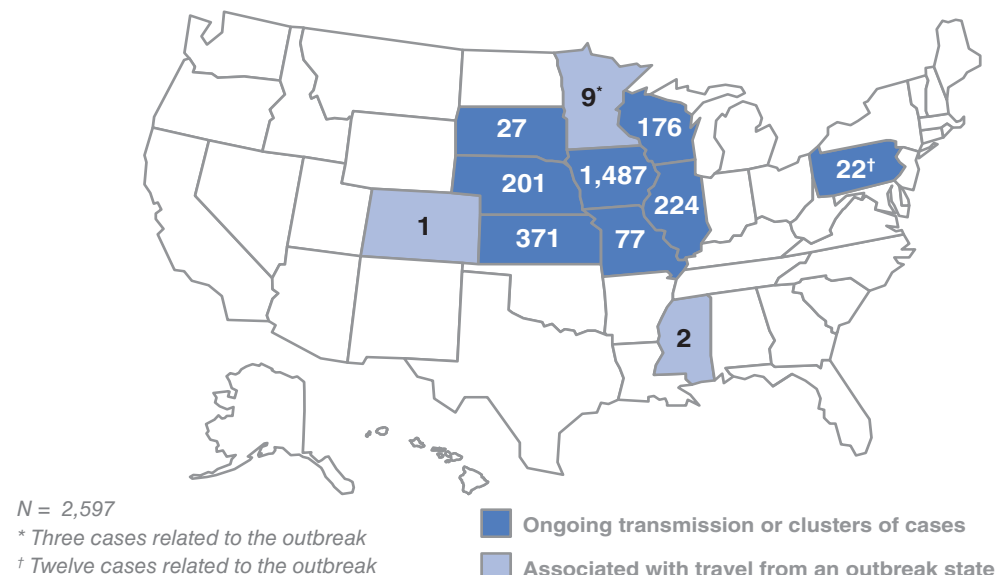 9*
27
176
201
1,487
22†
224
1
371
77
2
N = 2,597
* Three cases related to the outbreak
† Twelve cases related to the outbreak
Ongoing transmission or clusters of cases
Associated with travel from an outbreak state